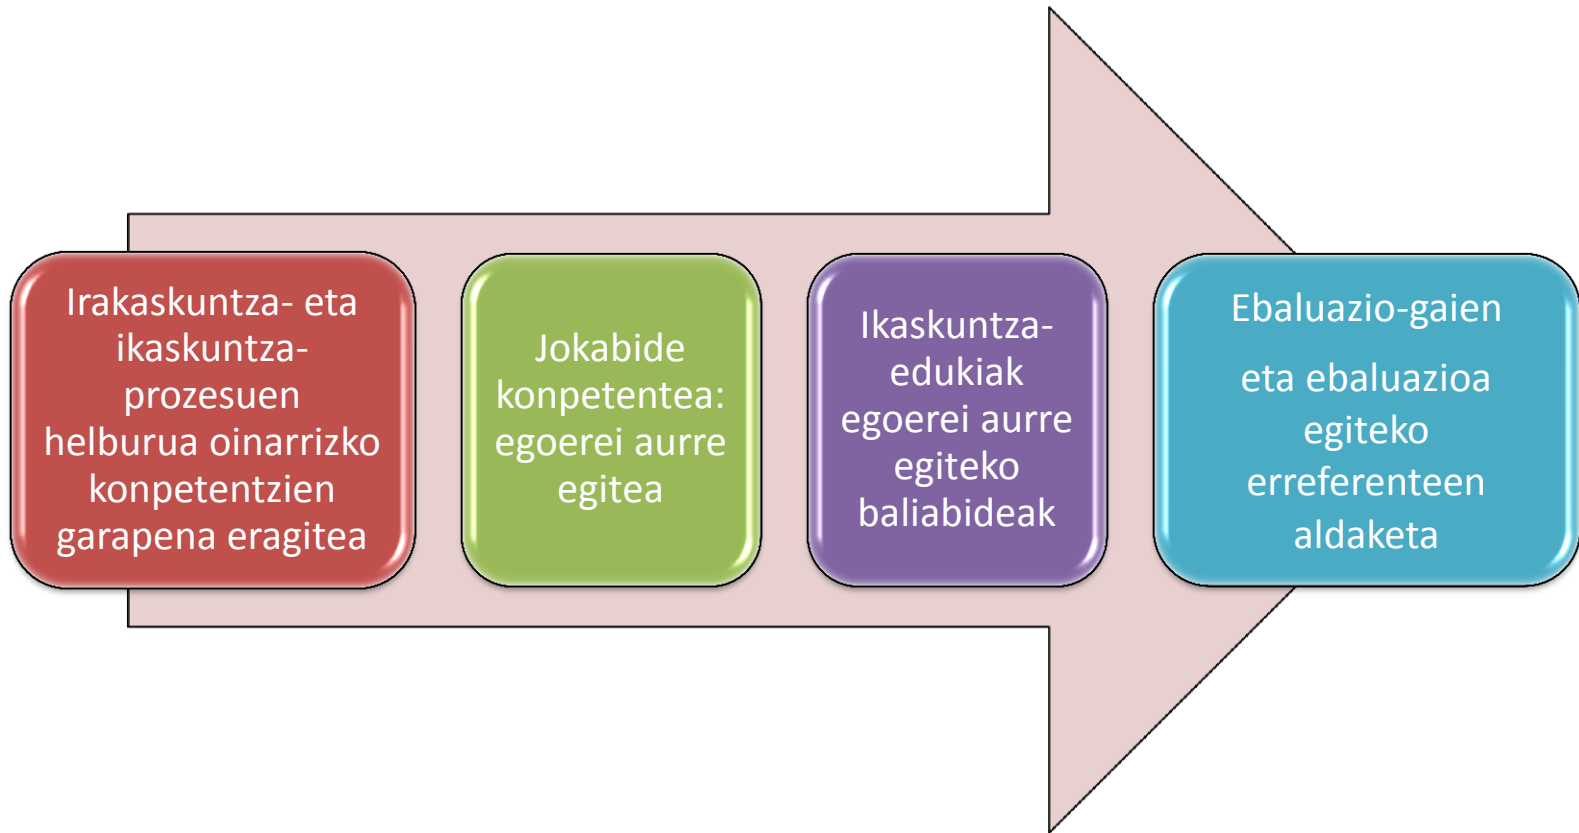 Irakaskuntza- eta
ikaskuntza-
prozesuen
helburua oinarrizko
konpetentzien
garapena eragitea
Jokabide
konpetentea:
egoerei aurre
egitea
Ikaskuntza-
edukiak
egoerei aurre
egiteko
baliabideak
Ebaluazio-gaien
eta ebaluazioa
egiteko
erreferenteen
aldaketa